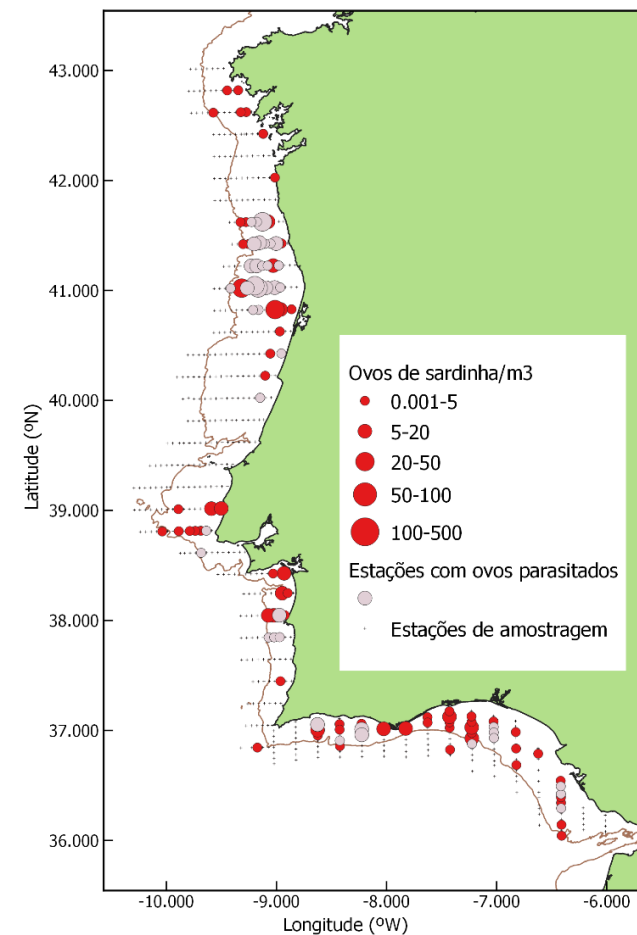 43.000
42.000
41.000
40.000
39.000
38.000
37.000
36.000
Latitude (ºN)
Ovos de sardinha/m3
0.001-5
5-20
20-50
50-100
100-500
Estações com ovos parasitados
Estações de amostragem
-10.000 -9.000 -8.000 -7.000 -6.000
Longitude (ºW)